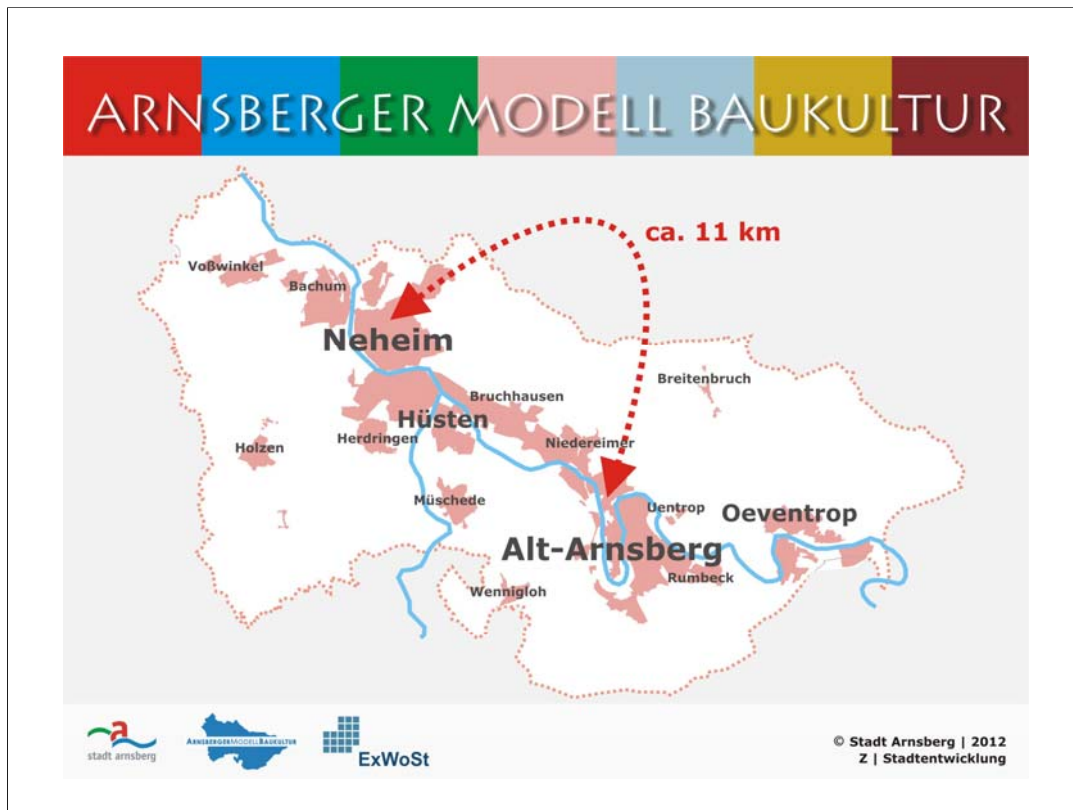 ARNSBERGER MODELL BAUKULTUR
ca. 11 km
Voßwinkel
Bachum
Neheim
Breitenbruch
Bruchhausen
Hüsten
Herdringen
Niedereimer
Holzen
Müschede
Uentrop
Oeventrop
Alt-Arnsberg
Rumbeck
Wennigloh
a
stadt arnsberg
ARNSBERGERMODELLBAUKULTUR
ExWoSt
© Stadt Arnsberg | 2012
Z | Stadtentwicklung